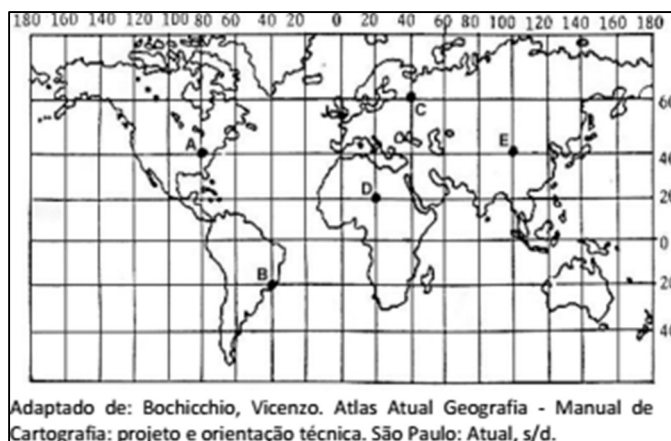 180 170 140 120 100 80 60 40 20 0 20 40 60 80 100 120 140 160 180
C
60
A
E
40
D
20
0
B
20
40
Adaptado de: Bochicchio, Vicenzo. Atlas Atual Geografia - Manual de
Cartografia: projeto e orientação técnica. São Paulo: Atual, s/d.